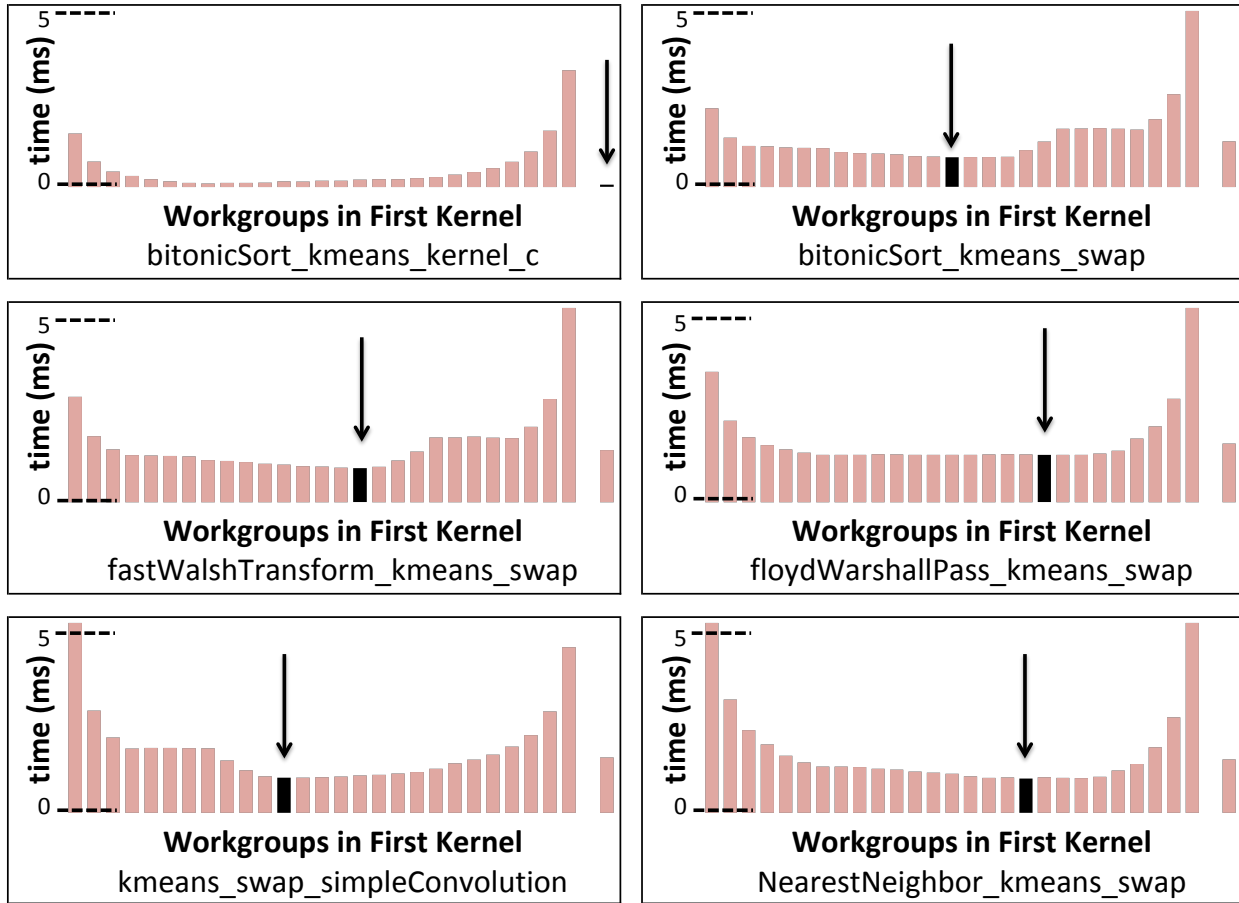 5
time (ms)
0
Workgroups in First Kernel
bitonicSort_kmeans_kernel_c
5
time (ms)
0
Workgroups in First Kernel
bitonicSort_kmeans_swap
5
time (ms)
0
Workgroups in First Kernel
fastWalshTransform_kmeans_swap
5
time (ms)
0
Workgroups in First Kernel
floydWarshallPass_kmeans_swap
5
time (ms)
0
Workgroups in First Kernel
kmeans_swap_simpleConvolution
5
time (ms)
0
Workgroups in First Kernel
NearestNeighbor_kmeans_swap